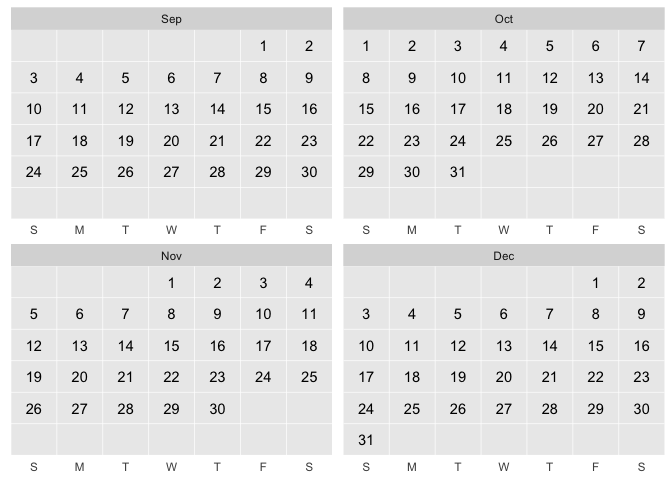 Sep
1 2
3 4 5 6 7 8 9
10 11 12 13 14 15 16
17 18 19 20 21 22 23
24 25 26 27 28 29 30
S M T W T F S
Oct
1 2 3 4 5 6 7
8 9 10 11 12 13 14
15 16 17 18 19 20 21
22 23 24 25 26 27 28
29 30 31
S M T W T F S
Nov
1 2 3 4
5 6 7 8 9 10 11
12 13 14 15 16 17 18
19 20 21 22 23 24 25
26 27 28 29 30
S M T W T F S
Dec
1 2
3 4 5 6 7 8 9
10 11 12 13 14 15 16
17 18 19 20 21 22 23
24 25 26 27 28 29 30
31
S M T W T F S